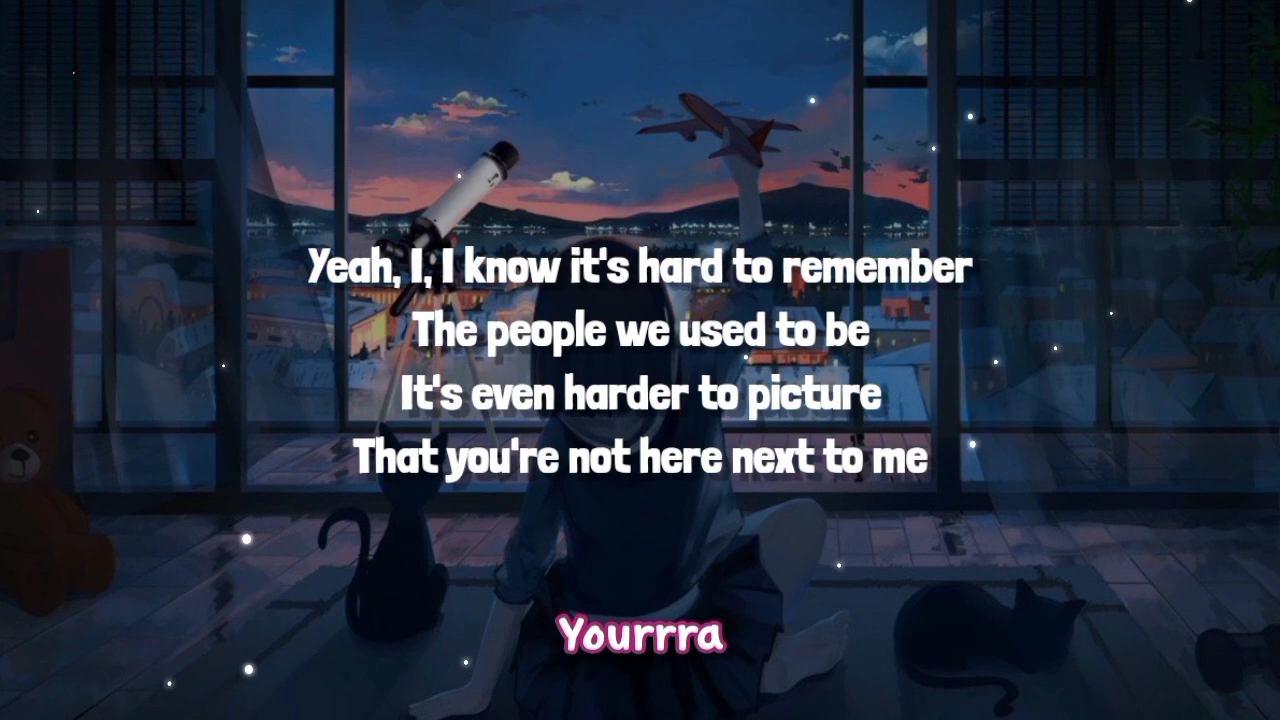 Yeah, I, I know it's hard to remember
The people we used to be
It's even harder to picture
That you're not here next to me
Yourrra